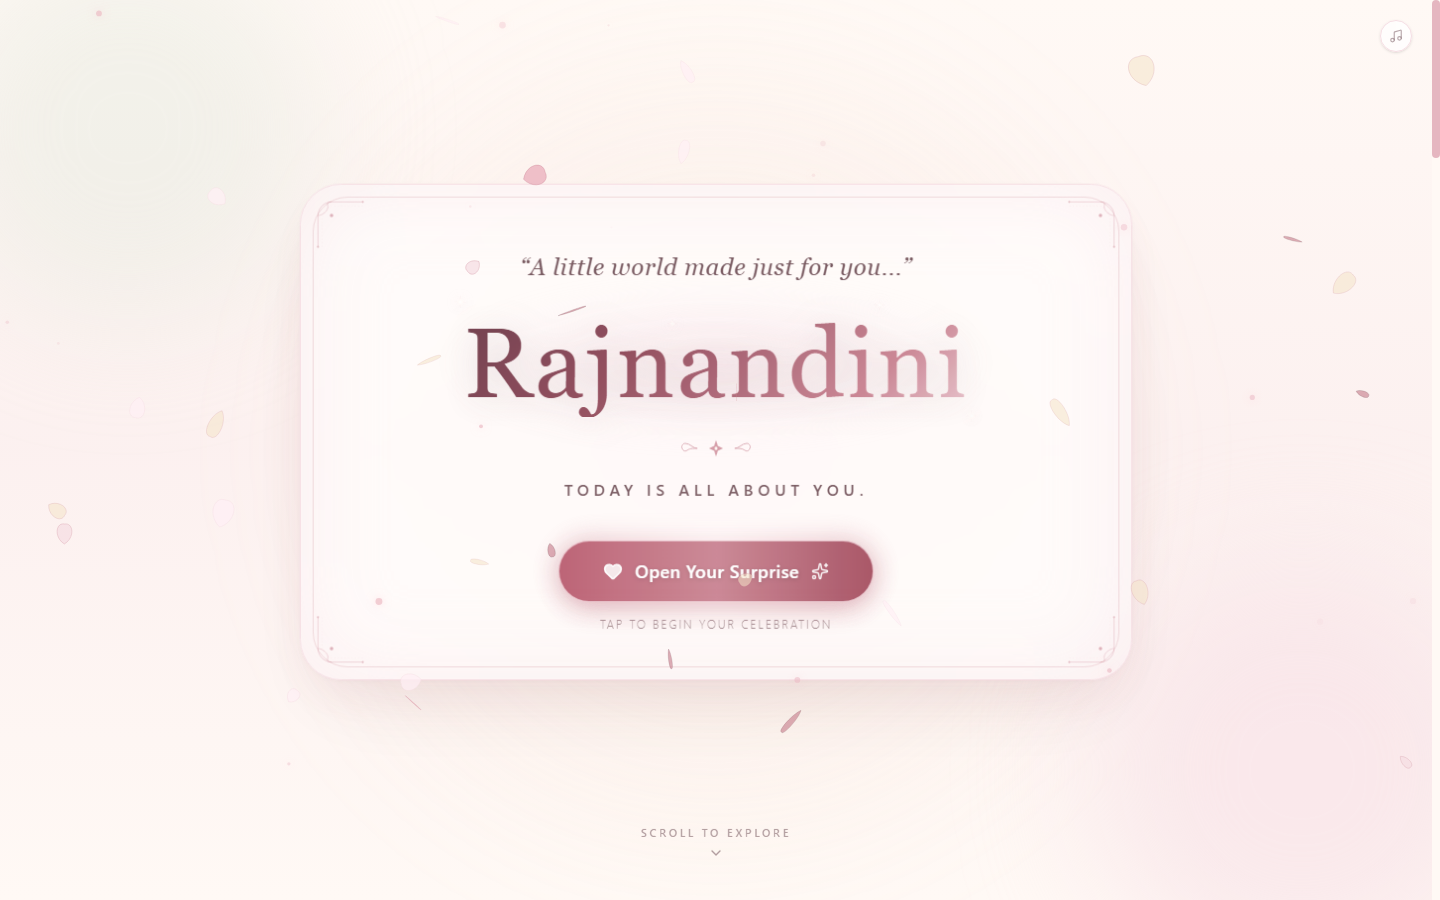 “A little world made just for you...”
Rajnandini
TODAY IS ALL ABOUT YOU.
Open Your Surprise
TAP TO BEGIN YOUR CELEBRATION
SCROLL TO EXPLORE